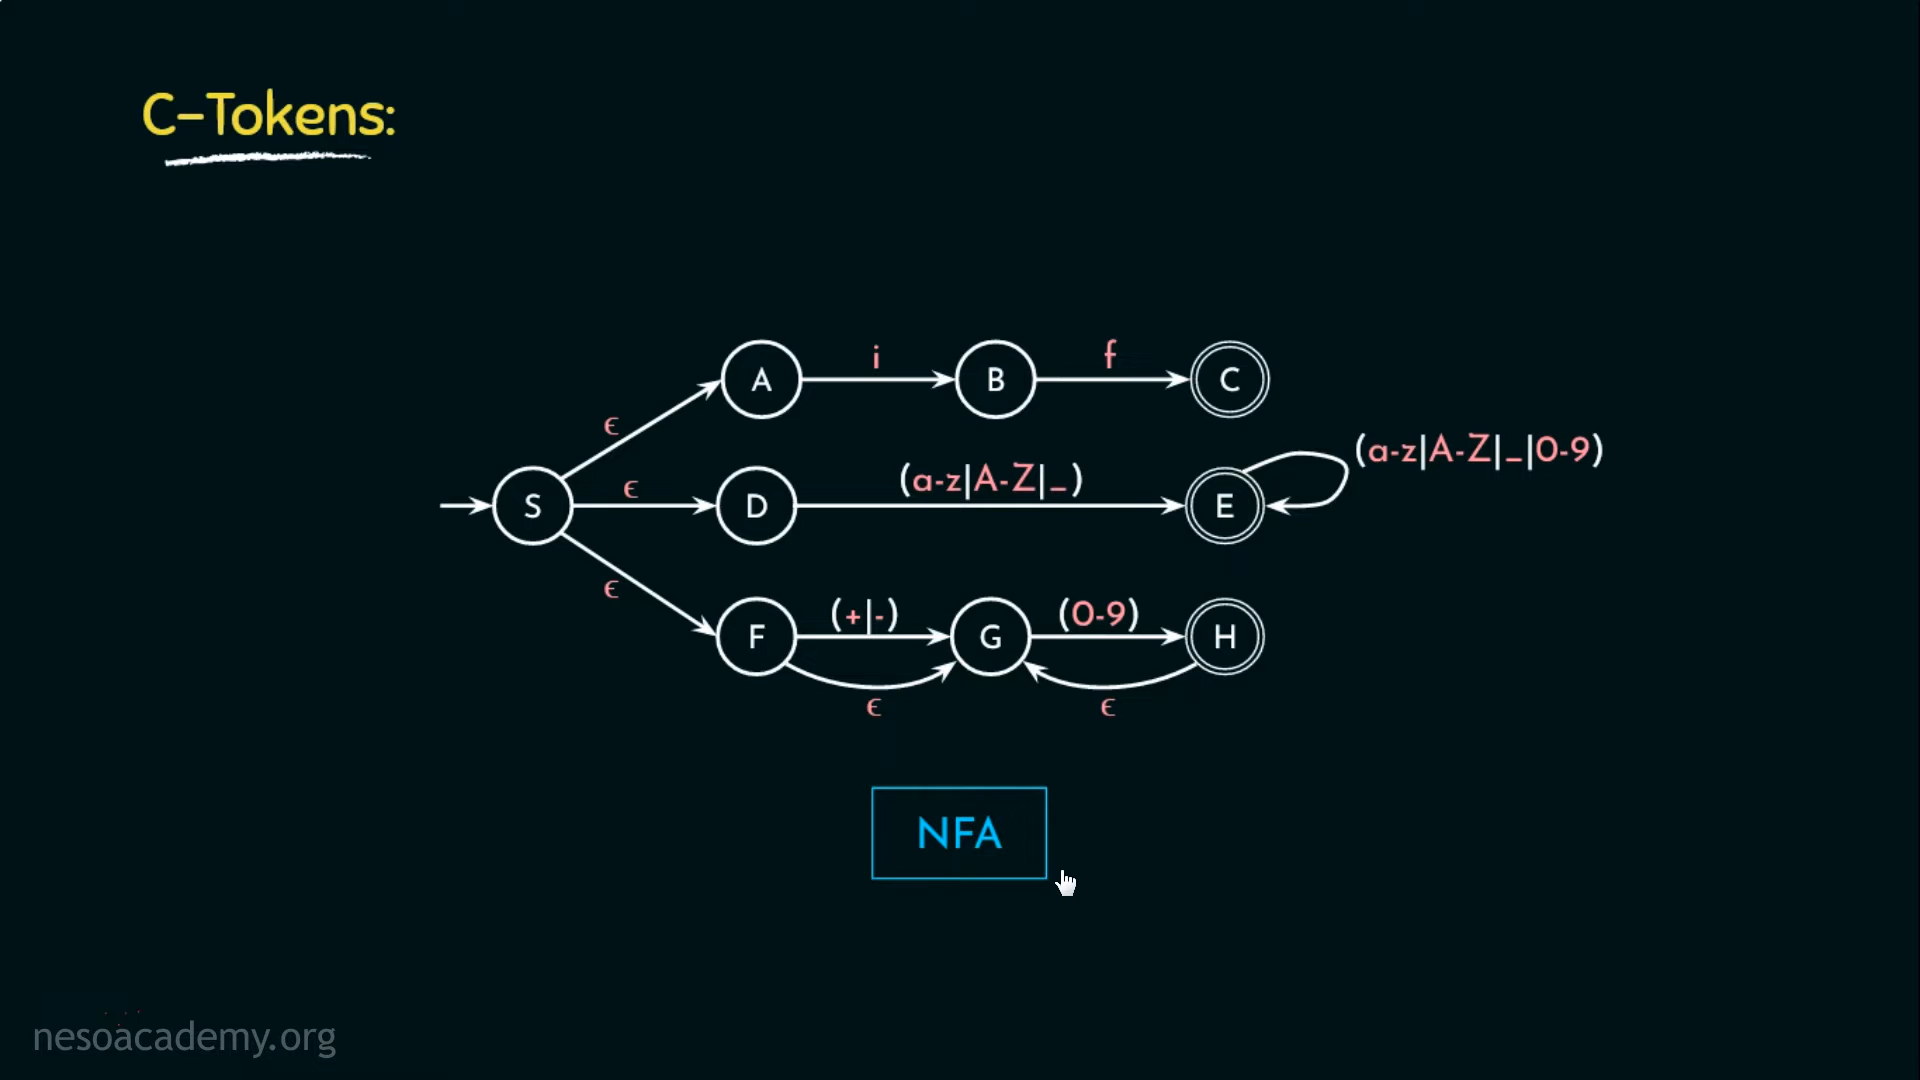 C-Tokens:
A
i
B
f
C
ϵ
(a-z|A-Z|_|0-9)
S
ϵ
D
(a-z|A-Z|_)
E
ϵ
F
(+|-)
G
(0-9)
H
ϵ
ϵ
NFA
nesoacademy.org